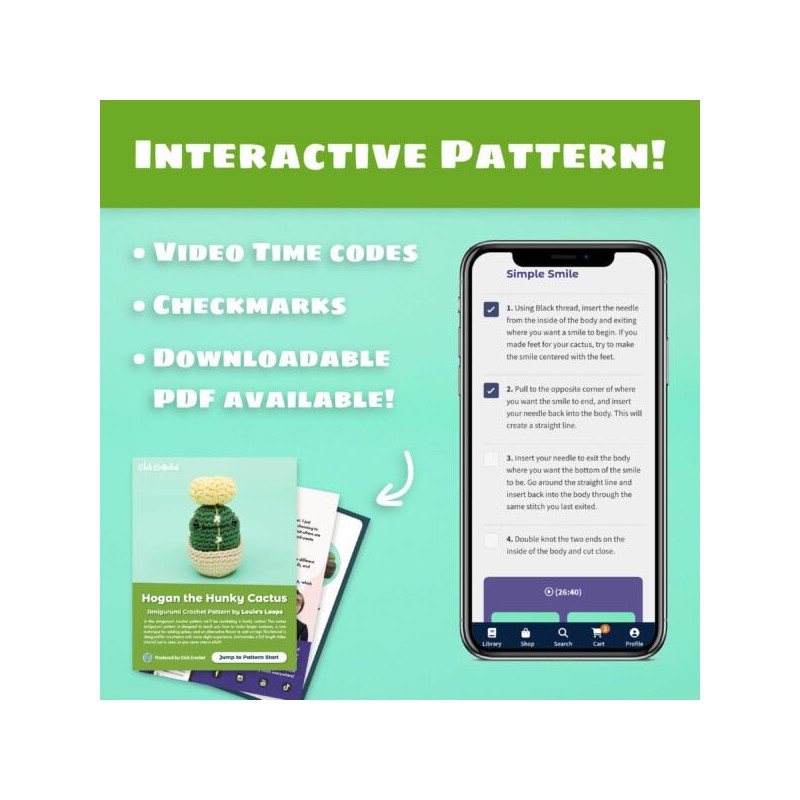 Interactive Pattern!
• Video Time codes
• Checkmarks
• Downloadable
PDF available!
Simple Smile
1. Using Black thread, insert the needle
from the inside of the body and exiting
where you want a smile to begin. If you
made feet for your cactus, try to make
the smile centered with the feet.
2. Pull to the opposite corner of where
you want the smile to end, and insert
your needle back into the body. This will
create a straight line.
3. Insert your needle to exit the body
where you want the bottom of the smile
to be. Go around the straight line and
insert back into the body through the
same stitch you last exited.
4. Double knot the two ends on the
inside of the body and cut close.
(26:40)
Library
Shop
Search
Cart
Profile
Club Crochet
Hogan the Hunky Cactus
Amigurumi Crochet Pattern by Louie's Loops
Produced by Club Crochet
Jump to Pattern Start